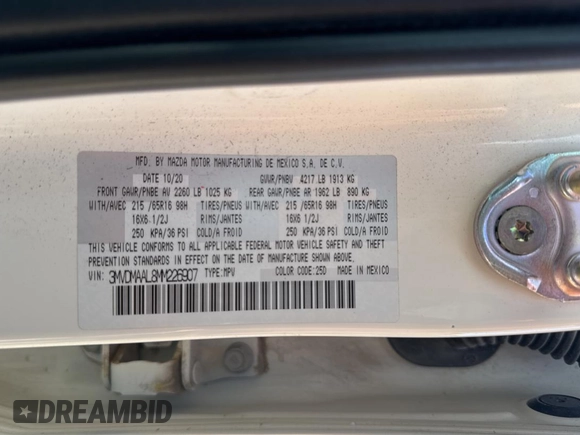 MFD. BY MAZDA MOTOR MANUFACTURING DE MEXICO S.A. DE C.V.
DATE 10/20 GVWR/PNBV 4217 LB 1913 KG
FRONT GAWR/PNBE AV 2260 LB 1025 KG REAR GAWR/PNBE AR 1962 LB 890 KG
WITH/AVEC 215 /65R16 98H TIRES/PNEUS WITH/AVEC 215 /65R16 98H TIRES/PNEUS
16X6.1/2J RIMS/JANTES 16X6.1/2J RIMS/JANTES
250 KPA/36 PSI COLD/A FROID 250 KPA/36 PSI COLD/A FROID
THIS VEHICLE CONFORMS TO ALL APPLICABLE FEDERAL MOTOR VEHICLE SAFETY AND THEFT
PREVENTION STANDARDS IN EFFECT ON THE DATE OF MANUFACTURE SHOWN ABOVE.
VIN: 3MVDMAAL8MM226907 TYPE:MPV COLOR CODE:25D MADE IN MEXICO
DREAMBID